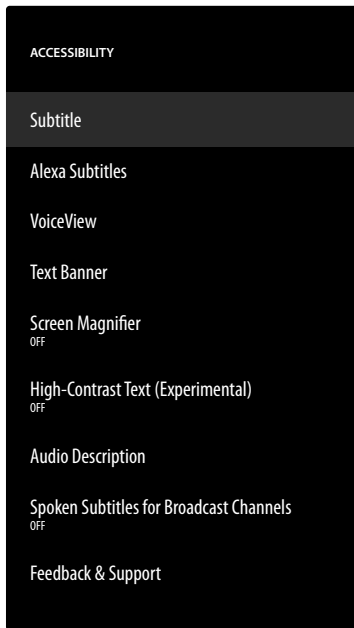 ACCESSIBILITY
Subtitle
Alexa Subtitles
VoiceView
Text Banner
Screen Magnifier
OFF
High-Contrast Text (Experimental)
OFF
Audio Description
Spoken Subtitles for Broadcast Channels
OFF
Feedback & Support